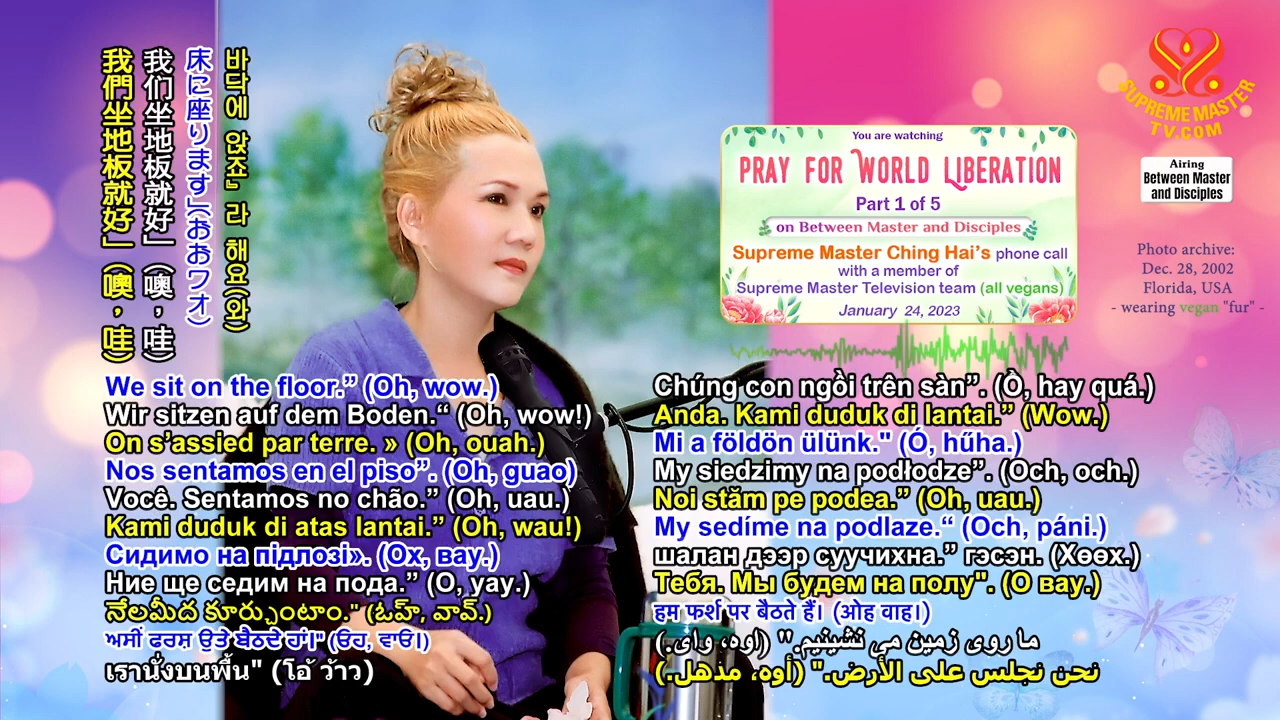 我們坐地板就好」（噢，哇）
我们坐地板就好」（噢，哇）
床に座ります」（おおワオ）
바닥에 앉죠』라 해요(와)
You are watching
PRAY FOR WORLD LIBERATION
Part 1 of 5
on Between Master and Disciples
Supreme Master Ching Hai's phone call
with a member of
Supreme Master Television team (all vegans)
January 24, 2023
SUPREME MASTER
TV.COM
Airing
Between Master
and Disciples
Photo archive:
Dec. 28, 2002
Florida, USA
- wearing vegan "fur" -
We sit on the floor.” (Oh, wow.)
Wir sitzen auf dem Boden.“ (Oh, wow!)
On s’assied par terre. » (Oh, ouah.)
Nos sentamos en el piso”. (Oh, guao)
Você. Sentamos no chão.” (Oh, uau.)
Kami duduk di atas lantai.” (Oh, wau!)
Сидимо на підлозі». (Ох, вау.)
Ние ще седим на пода.” (О, уау.)
నేలమీద కూర్చుంటాం." (ఓహ్, వావ్.)
ਅਸੀਂ ਫਰਸ਼ ਉਤੇ ਬੈਠਦੇ ਹਾਂ।" (ਓਹ, ਵਾਓ।)
เรานั่งบนพื้น" (โอ้ ว้าว)
Chúng con ngồi trên sàn”. (Ồ, hay quá.)
Anda. Kami duduk di lantai.” (Wow.)
Mi a földön ülünk." (Ó, hűha.)
My siedzimy na podłodze”. (Och, och.)
Noi stăm pe podea.” (Oh, uau.)
My sedíme na podlaze.“ (Och, páni.)
шалан дээр суучихна.” гэсэн. (Хөөх.)
Тебя. Мы будем на полу". (О вау.)
हम फर्श पर बैठते हैं। (ओह वाह।)
ما روی زمین می نشینیم." (اوه، وای.)
نحن نجلس على الأرض." (أوه، مذهل.)